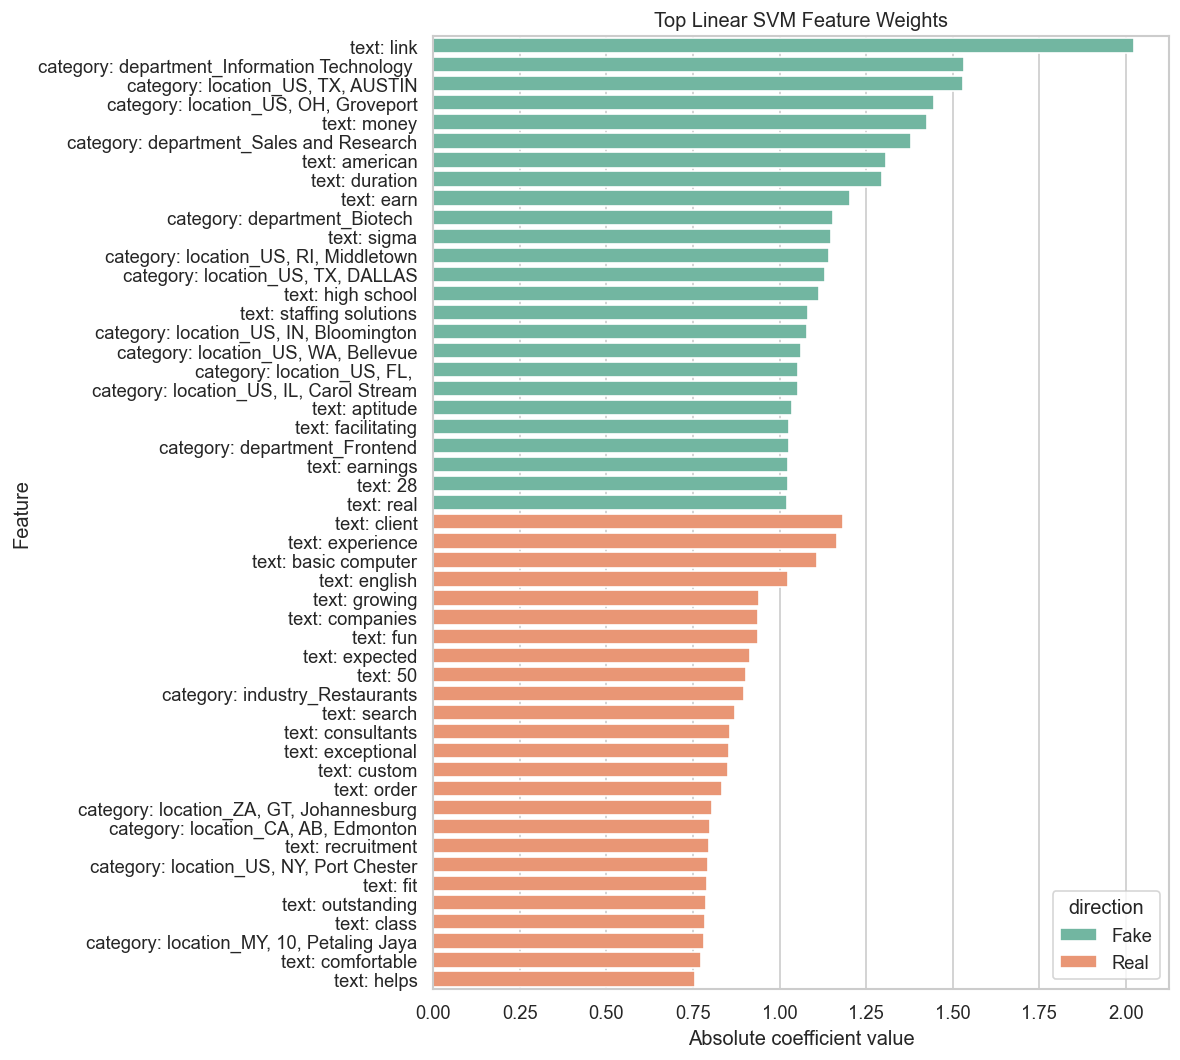 Top Linear SVM Feature Weights
text: link
category: department_Information Technology
category: location_US, TX, AUSTIN
category: location_US, OH, Groveport
text: money
category: department_Sales and Research
text: american
text: duration
text: earn
category: department_Biotech
text: sigma
category: location_US, RI, Middletown
category: location_US, TX, DALLAS
text: high school
text: staffing solutions
category: location_US, IN, Bloomington
category: location_US, WA, Bellevue
category: location_US, FL,
category: location_US, IL, Carol Stream
text: aptitude
text: facilitating
category: department_Frontend
text: earnings
text: 28
text: real
text: client
text: experience
text: basic computer
text: english
text: growing
text: companies
text: fun
text: expected
text: 50
category: industry_Restaurants
text: search
text: consultants
text: exceptional
text: custom
text: order
category: location_ZA, GT, Johannesburg
category: location_CA, AB, Edmonton
text: recruitment
category: location_US, NY, Port Chester
text: fit
text: outstanding
text: class
category: location_MY, 10, Petaling Jaya
text: comfortable
text: helps
Feature
direction
Fake
Real
0.00 0.25 0.50 0.75 1.00 1.25 1.50 1.75 2.00
Absolute coefficient value